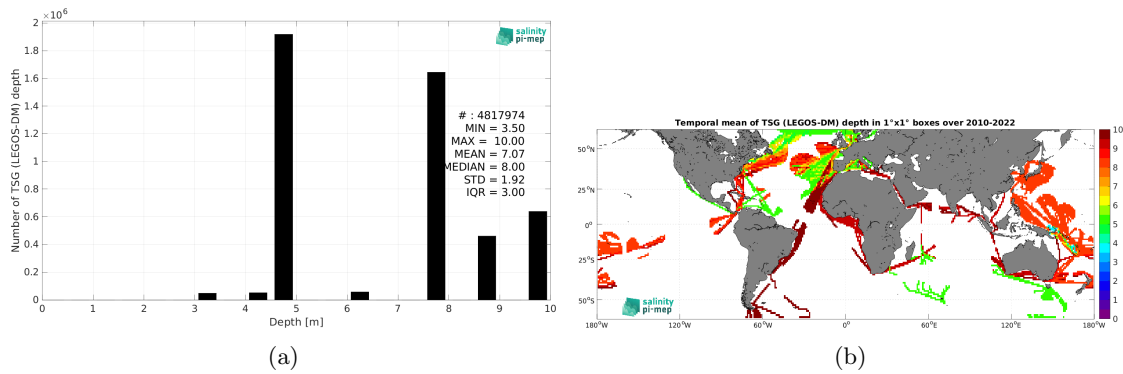 ×10⁶
2
1.8
1.6
1.4
1.2
1
0.8
0.6
0.4
0.2
0
Number of TSG (LEGOS-DM) depth
salinity
pi-mep
# : 4817974
MIN = 3.50
MAX = 10.00
MEAN = 7.07
MEDIAN = 8.00
STD = 1.92
IQR = 3.00
0 1 2 3 4 5 6 7 8 9 10
Depth [m]
(a)
Temporal mean of TSG (LEGOS-DM) depth in 1°x1° boxes over 2010-2022
50°N
25°N
0°
25°S
50°S
salinity
pi-mep
180°W 120°W 60°W 0° 60°E 120°E 180°W
10
9
8
7
6
5
4
3
2
1
0
(b)